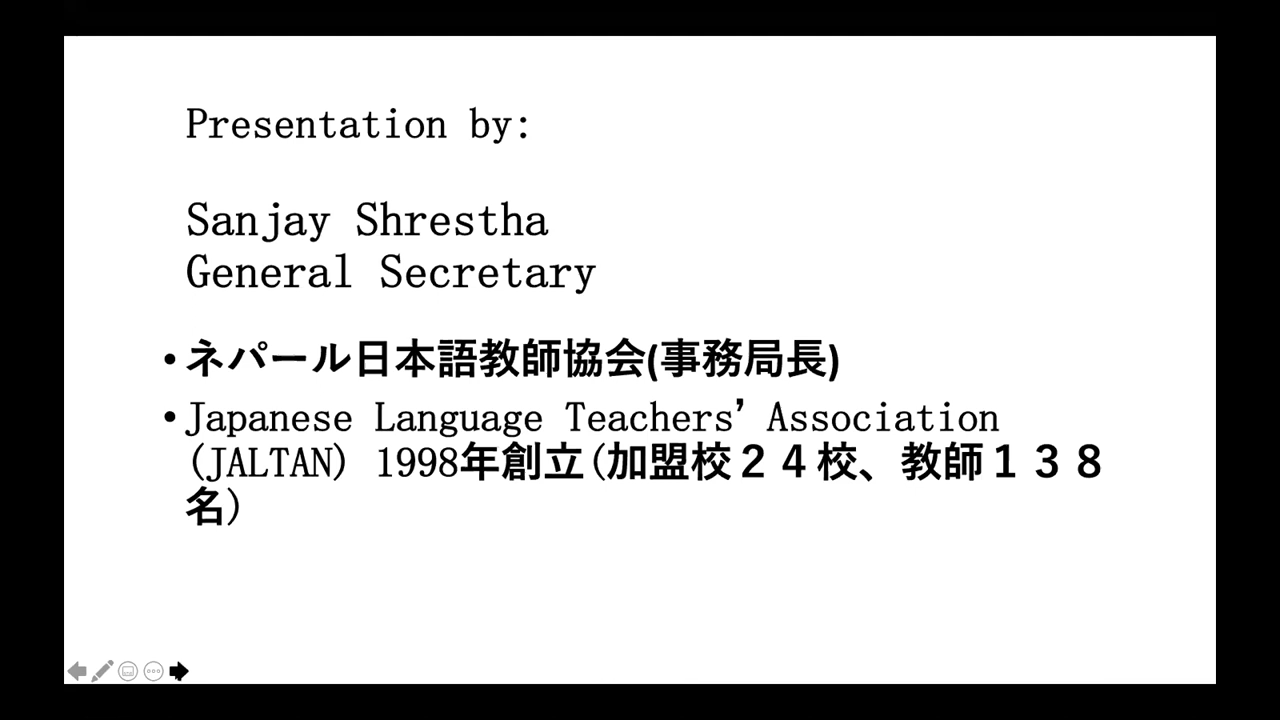 Presentation by:
Sanjay Shrestha
General Secretary
• ネパール日本語教師協会(事務局長)
• Japanese Language Teachers’ Association
(JALTAN) 1998年創立(加盟校２４校、教師１３８
名)